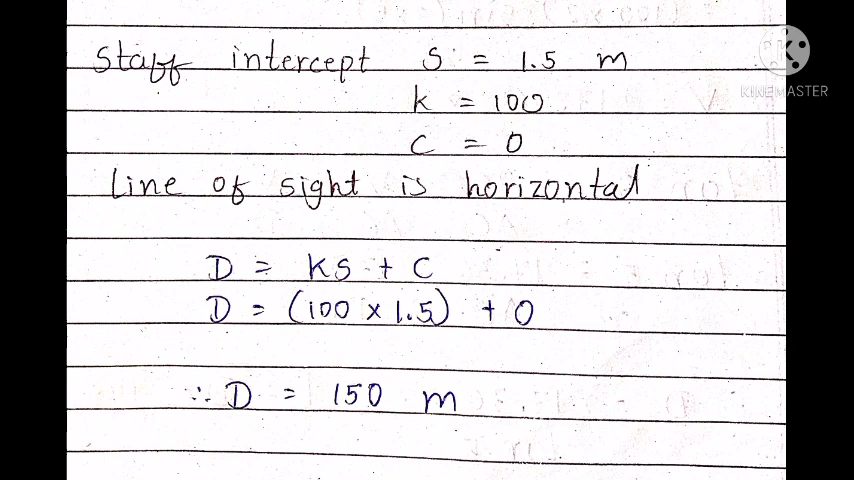 Staff intercept S = 1.5 m
K = 100
C = 0
Line of sight is horizontal
D = KS + C
D = (100 × 1.5) + 0
∴ D = 150 m
KINEMASTER